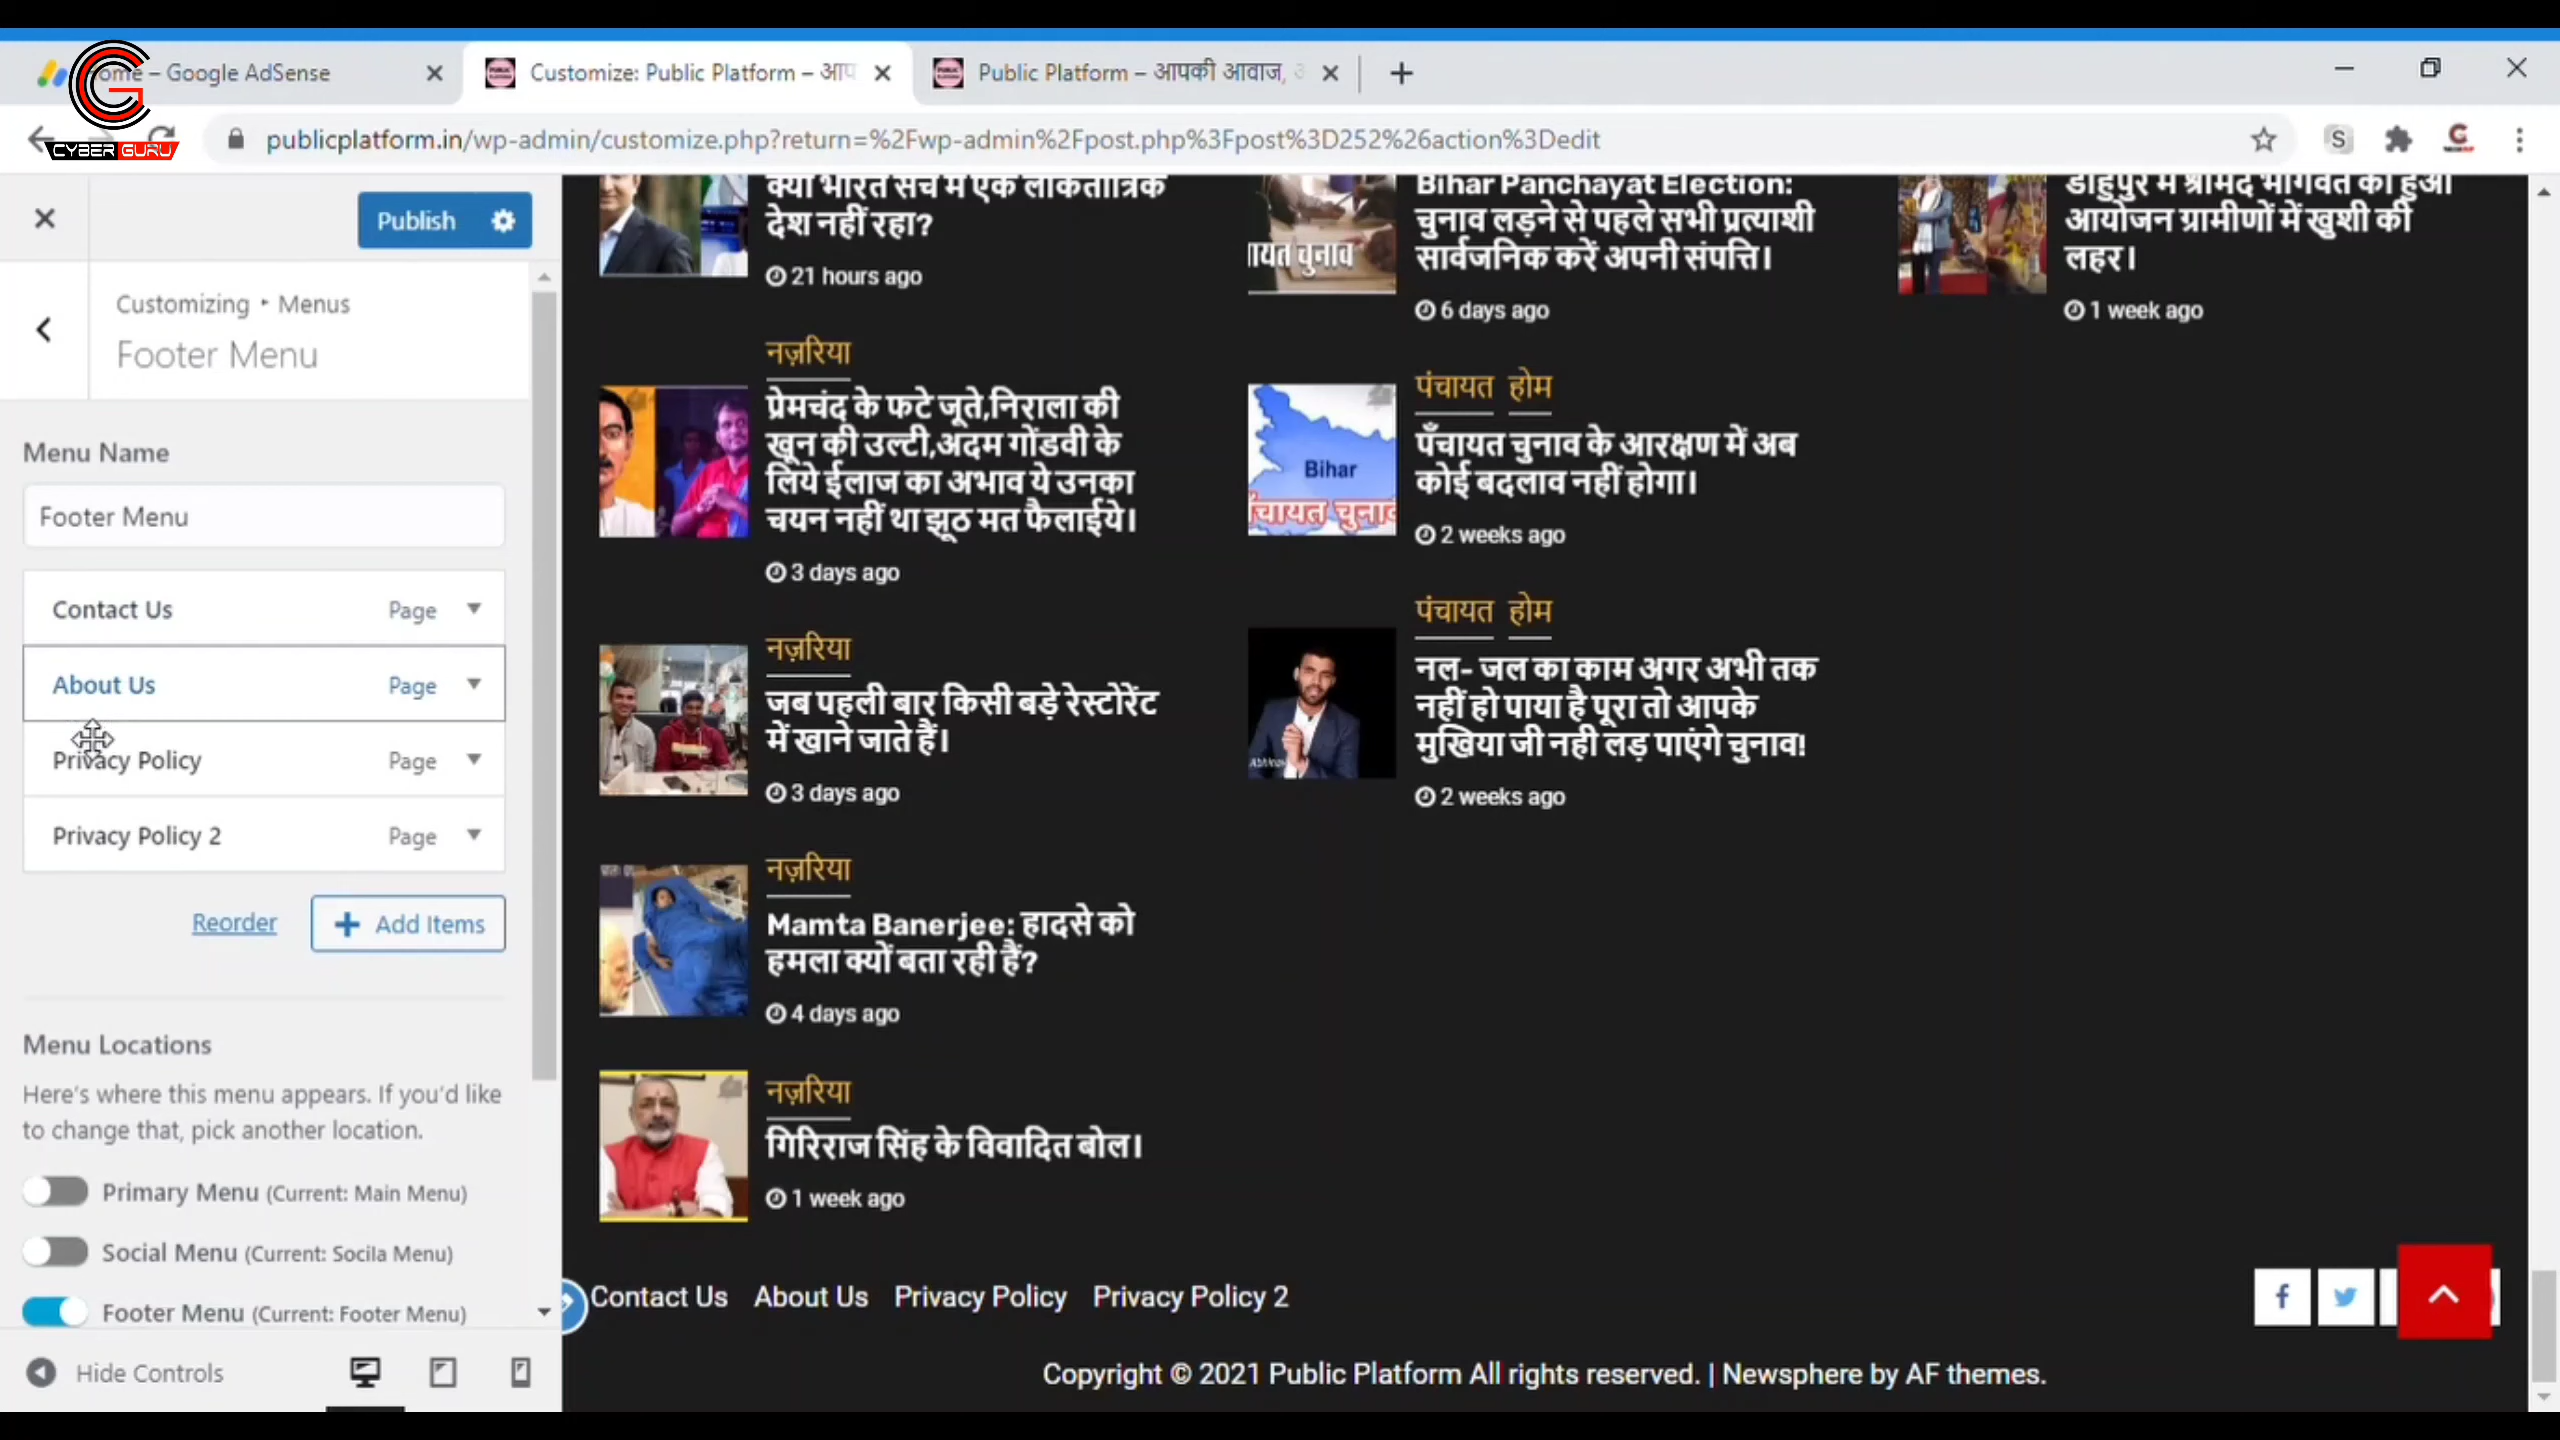 ome – Google AdSense
Customize: Public Platform – आप
Public Platform – आपकी आवाज,
CYBER GURU
publicplatform.in/wp-admin/customize.php?return=%2Fwp-admin%2Fpost.php%3Fpost%3D252%26action%3Dedit
Publish
Customizing ‣ Menus
Footer Menu
Menu Name
Footer Menu
Contact Us Page
About Us Page
Privacy Policy Page
Privacy Policy 2 Page
Reorder
+ Add Items
Menu Locations
Here's where this menu appears. If you'd like
to change that, pick another location.
Primary Menu (Current: Main Menu)
Social Menu (Current: Socila Menu)
Footer Menu (Current: Footer Menu)
Hide Controls
क्या भारत सच में एक लोकतांत्रिक
देश नहीं रहा?
21 hours ago
नज़रिया
प्रेमचंद के फटे जूते,निराला की
खून की उल्टी,अदम गोंडवी के
लिये ईलाज का अभाव ये उनका
चयन नहीं था झूठ मत फैलाईये।
3 days ago
नज़रिया
जब पहली बार किसी बड़े रेस्टोरेंट
में खाने जाते हैं।
3 days ago
नज़रिया
Mamta Banerjee: हादसे को
हमला क्यों बता रही हैं?
4 days ago
नज़रिया
गिरिराज सिंह के विवादित बोल।
1 week ago
Bihar Panchayat Election:
चुनाव लड़ने से पहले सभी प्रत्याशी
सार्वजनिक करें अपनी संपत्ति।
6 days ago
चुनाव
पंचायत होम
पँचायत चुनाव के आरक्षण में अब
कोई बदलाव नहीं होगा।
2 weeks ago
Bihar
पंचायत होम
नल- जल का काम अगर अभी तक
नहीं हो पाया है पूरा तो आपके
मुखिया जी नही लड़ पाएंगे चुनाव!
2 weeks ago
डाहुपुर में श्रीमद भागवत का हुआ
आयोजन ग्रामीणों में खुशी की
लहर।
1 week ago
Contact Us About Us Privacy Policy Privacy Policy 2
Copyright © 2021 Public Platform All rights reserved. | Newsphere by AF themes.